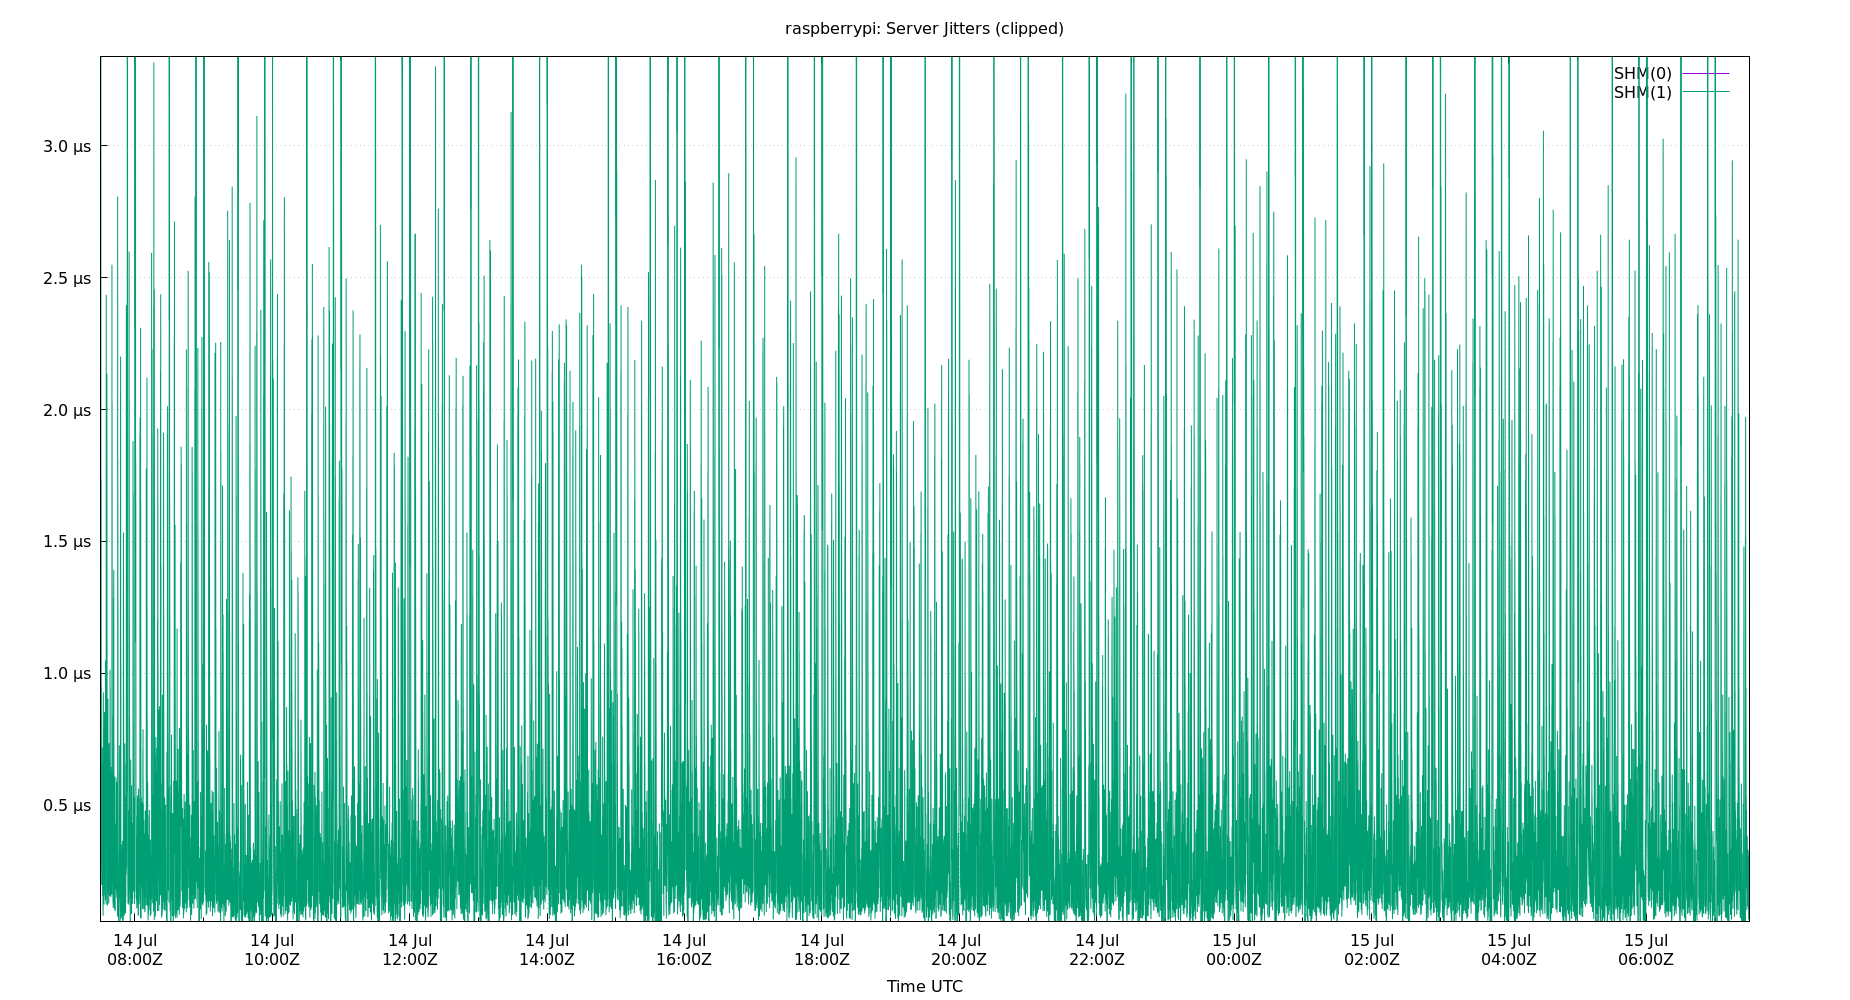 raspberrypi: Server Jitters (clipped)
SHM(0)
SHM(1)
3.0 µs
2.5 µs
2.0 µs
1.5 µs
1.0 µs
0.5 µs
14 Jul 14 Jul 14 Jul 14 Jul 14 Jul 14 Jul 14 Jul 14 Jul 15 Jul 15 Jul 15 Jul 15 Jul
08:00Z 10:00Z 12:00Z 14:00Z 16:00Z 18:00Z 20:00Z 22:00Z 00:00Z 02:00Z 04:00Z 06:00Z
Time UTC